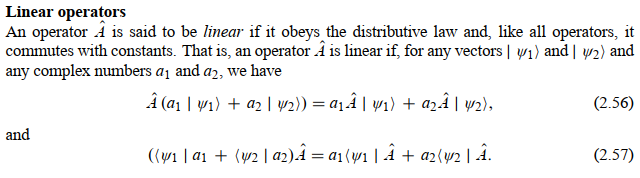 Linear operators
An operator Â is said to be linear if it obeys the distributive law and, like all operators, it
commutes with constants. That is, an operator Â is linear if, for any vectors | ψ1⟩ and | ψ2⟩ and
any complex numbers a1 and a2, we have
Â (a1 | ψ1⟩ + a2 | ψ2⟩) = a1Â | ψ1⟩ + a2Â | ψ2⟩, (2.56)
and
(⟨ψ1 | a1 + ⟨ψ2 | a2)Â = a1⟨ψ1 | Â + a2⟨ψ2 | Â. (2.57)